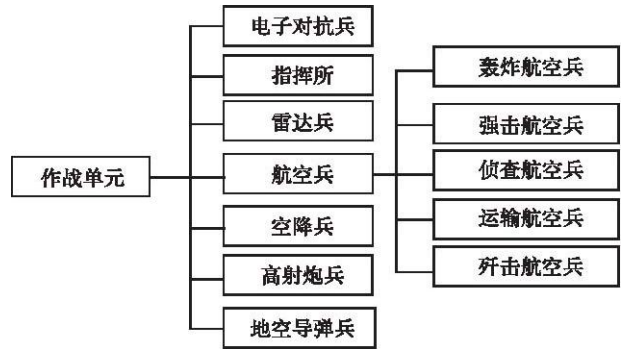 作战单元
电子对抗兵
指挥所
雷达兵
航空兵
空降兵
高射炮兵
地空导弹兵
轰炸航空兵
强击航空兵
侦查航空兵
运输航空兵
歼击航空兵